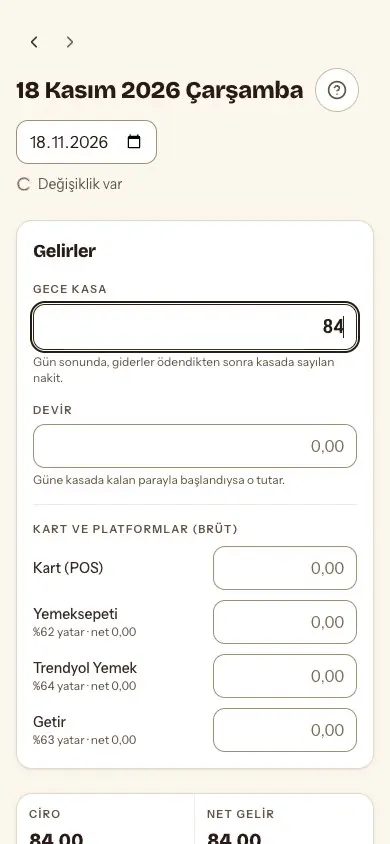 18 Kasım 2026 Çarşamba
18.11.2026
Değişiklik var
Gelirler
GECE KASA
84
Gün sonunda, giderler ödendikten sonra kasada sayılan
nakit.
DEVİR
0,00
Güne kasada kalan parayla başlandıysa o tutar.
KART VE PLATFORMLAR (BRÜT)
Kart (POS)
0,00
Yemeksepeti
%62 yatar · net 0,00
0,00
Trendyol Yemek
%64 yatar · net 0,00
0,00
Getir
%63 yatar · net 0,00
0,00
CİRO
NET GELİR
84,00
84,00